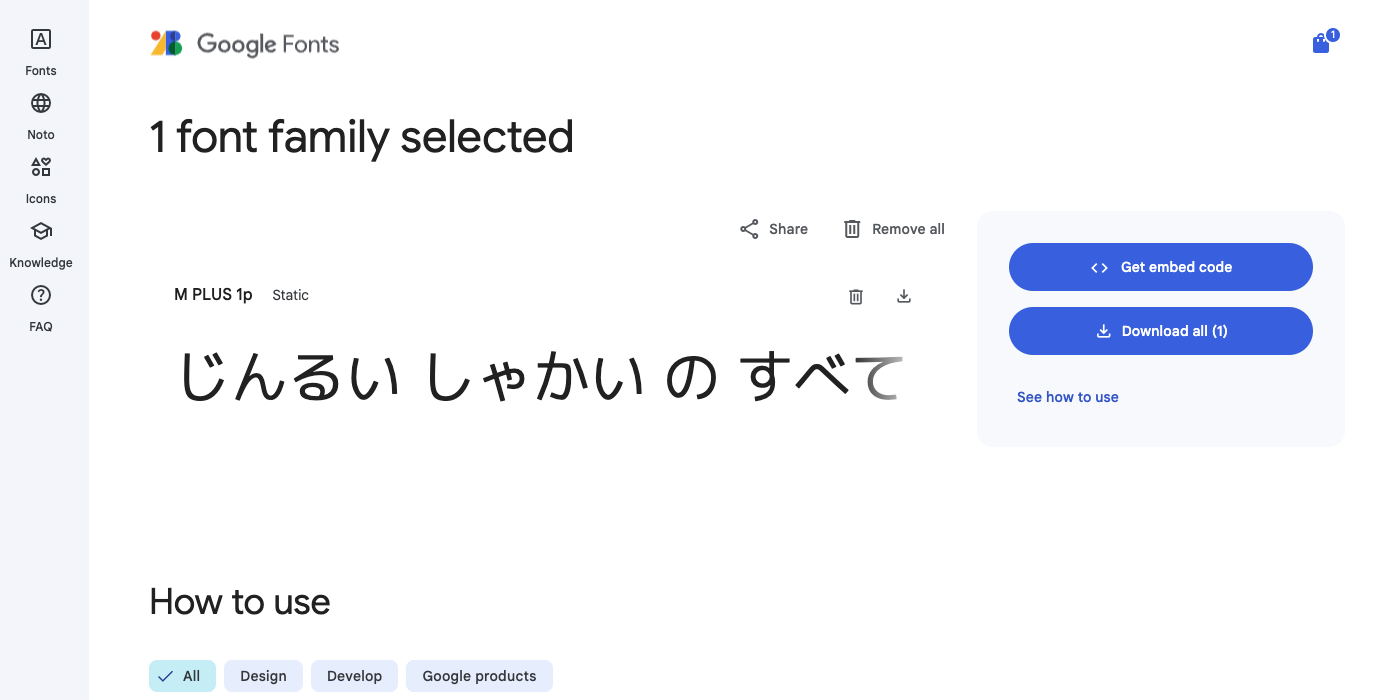 Fonts
Noto
Icons
Knowledge
FAQ
Google Fonts
1
1 font family selected
Share
Remove all
M PLUS 1p Static
じんるい しゃかい の すべて
Get embed code
Download all (1)
See how to use
How to use
All Design Develop Google products